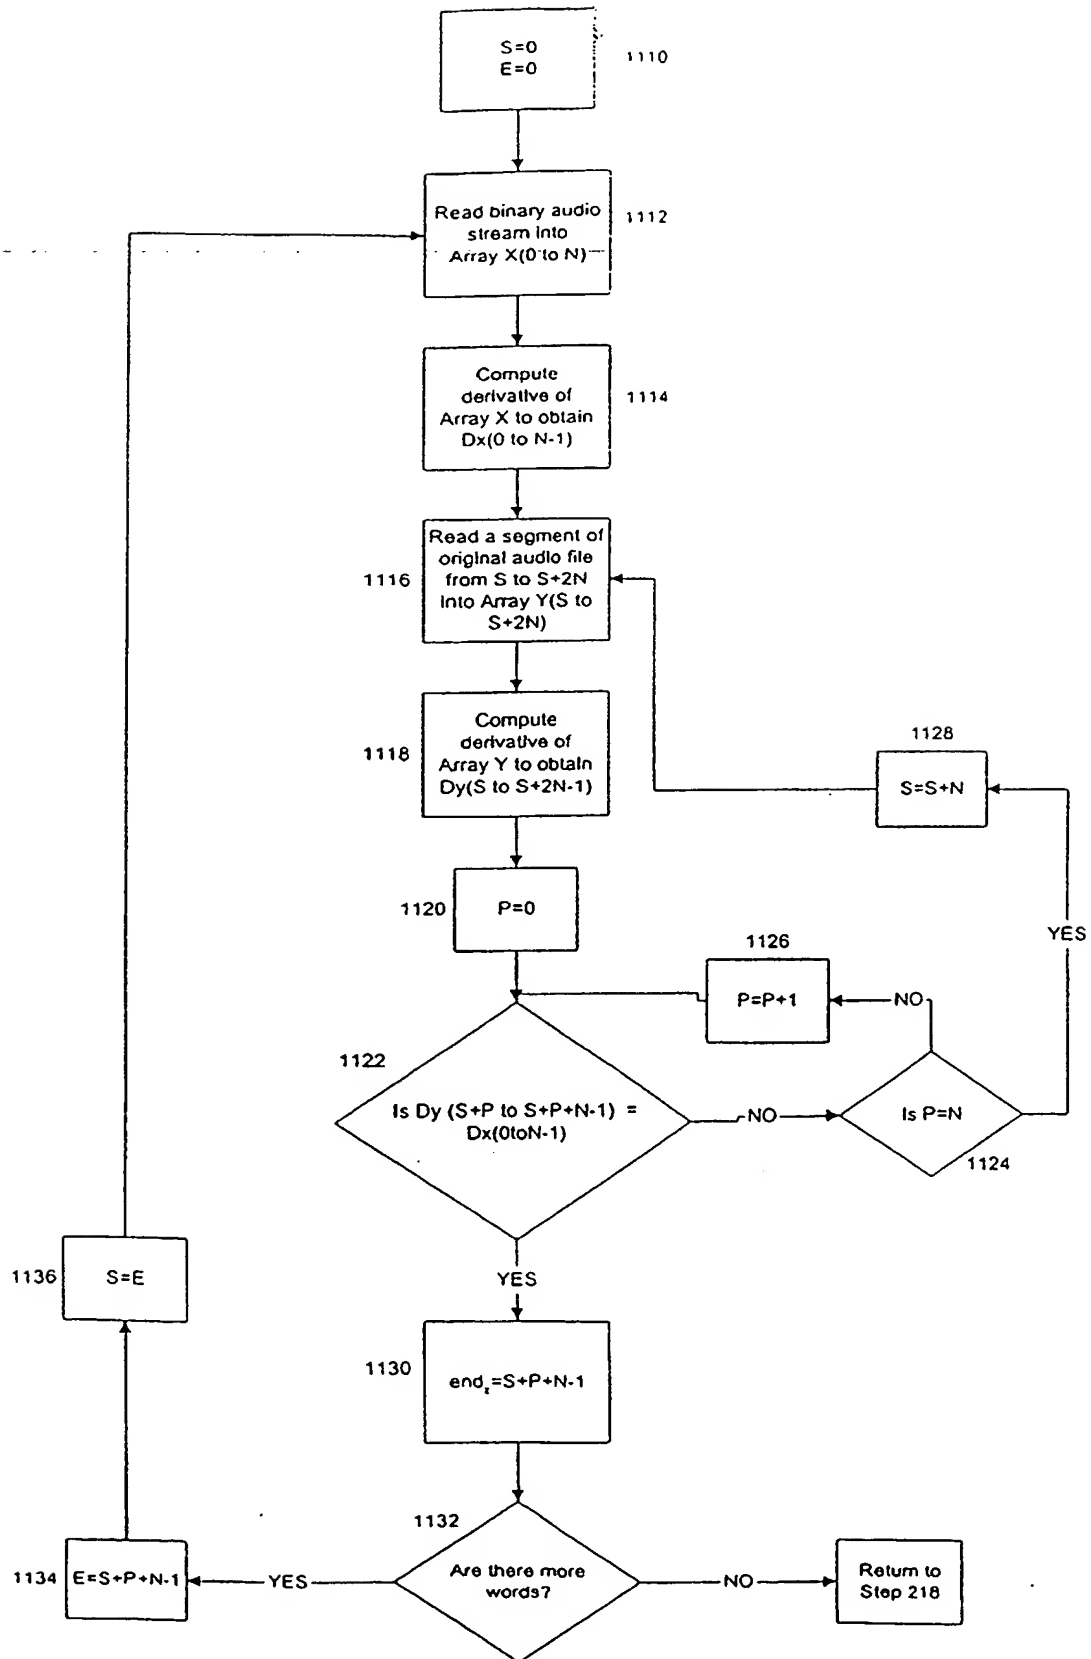 S=0
E=0
1110
Read binary audio
stream into
Array X(0 to N)
1112
Compute
derivative of
Array X to obtain
Dx(0 to N-1)
1114
Read a segment of
original audio file
from S to S+2N
into Array Y(S to
S+2N)
1116
Compute
derivative of
Array Y to obtain
Dy(S to S+2N-1)
1118
1128
S=S+N
P=0
1120
YES
1126
P=P+1
NO
1122
Is Dy (S+P to S+P+N-1) =
Dx(0toN-1)
NO
Is P=N
1124
YES
1136
S=E
1130
endz=S+P+N-1
1132
Are there more
words?
1134
E=S+P+N-1
YES
NO
Return to
Step 218